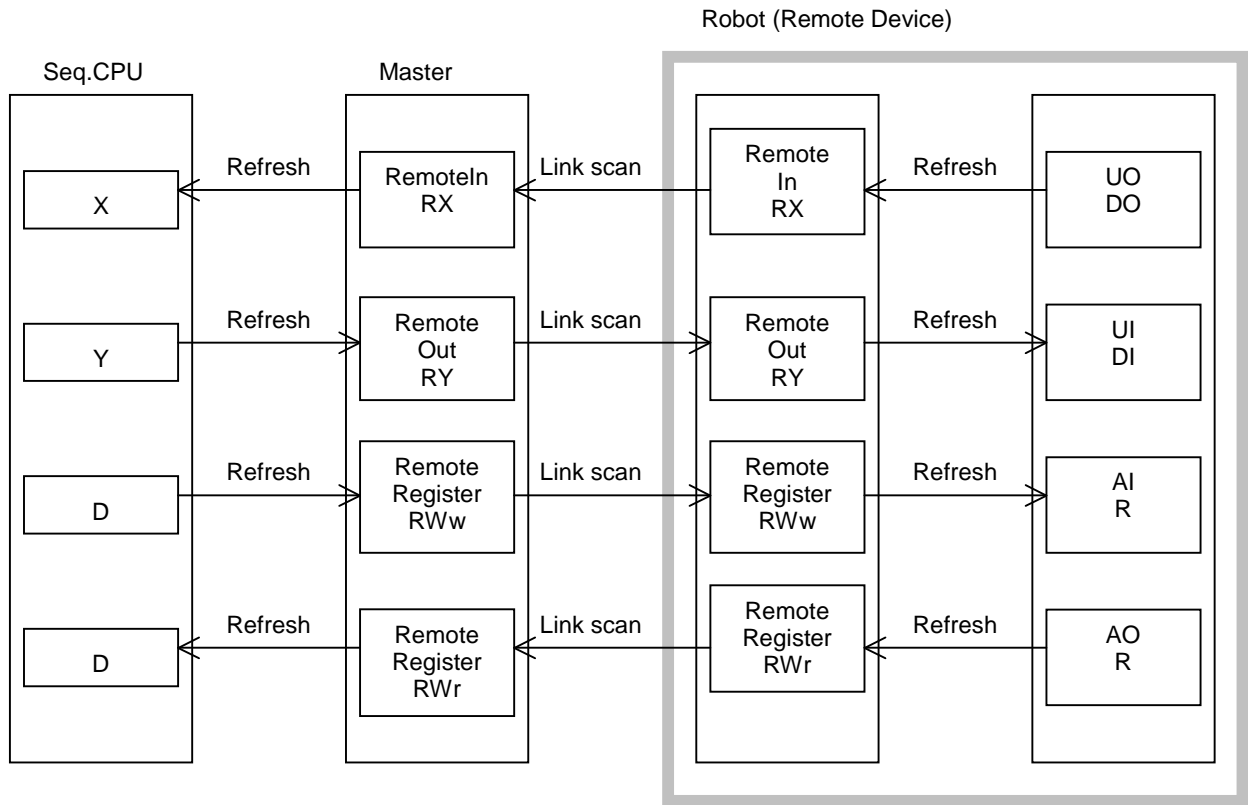 Robot (Remote Device)
Seq.CPU
Master
X
Refresh
RemoteIn
RX
Link scan
Remote
In
RX
Refresh
UO
DO
Y
Refresh
Remote
Out
RY
Link scan
Remote
Out
RY
Refresh
UI
DI
D
Refresh
Remote
Register
RWw
Link scan
Remote
Register
RWw
Refresh
AI
R
D
Refresh
Remote
Register
RWr
Link scan
Remote
Register
RWr
Refresh
AO
R